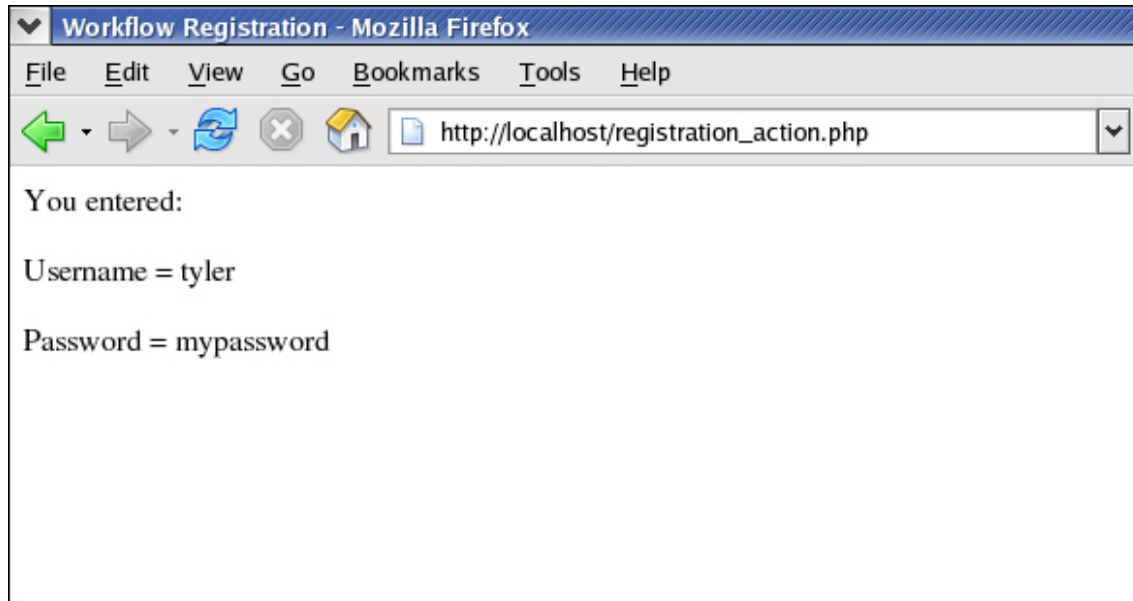 Workflow Registration - Mozilla Firefox
File Edit View Go Bookmarks Tools Help
http://localhost/registration_action.php
You entered:
Username = tyler
Password = mypassword